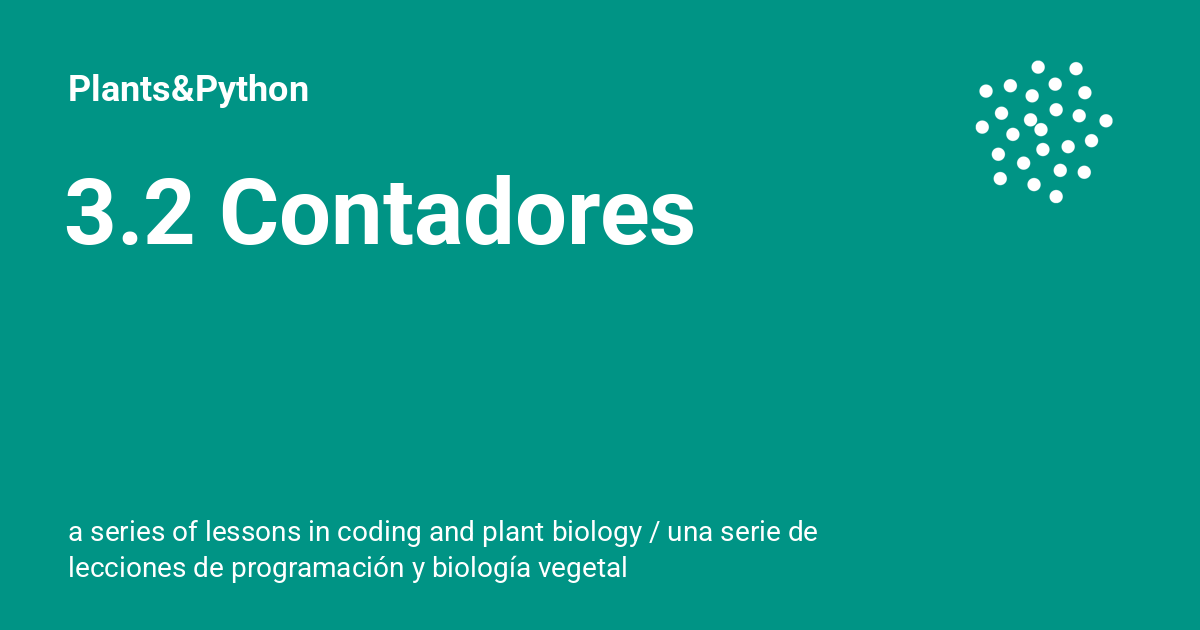 Plants&Python
3.2 Contadores
a series of lessons in coding and plant biology / una serie de
lecciones de programación y biología vegetal